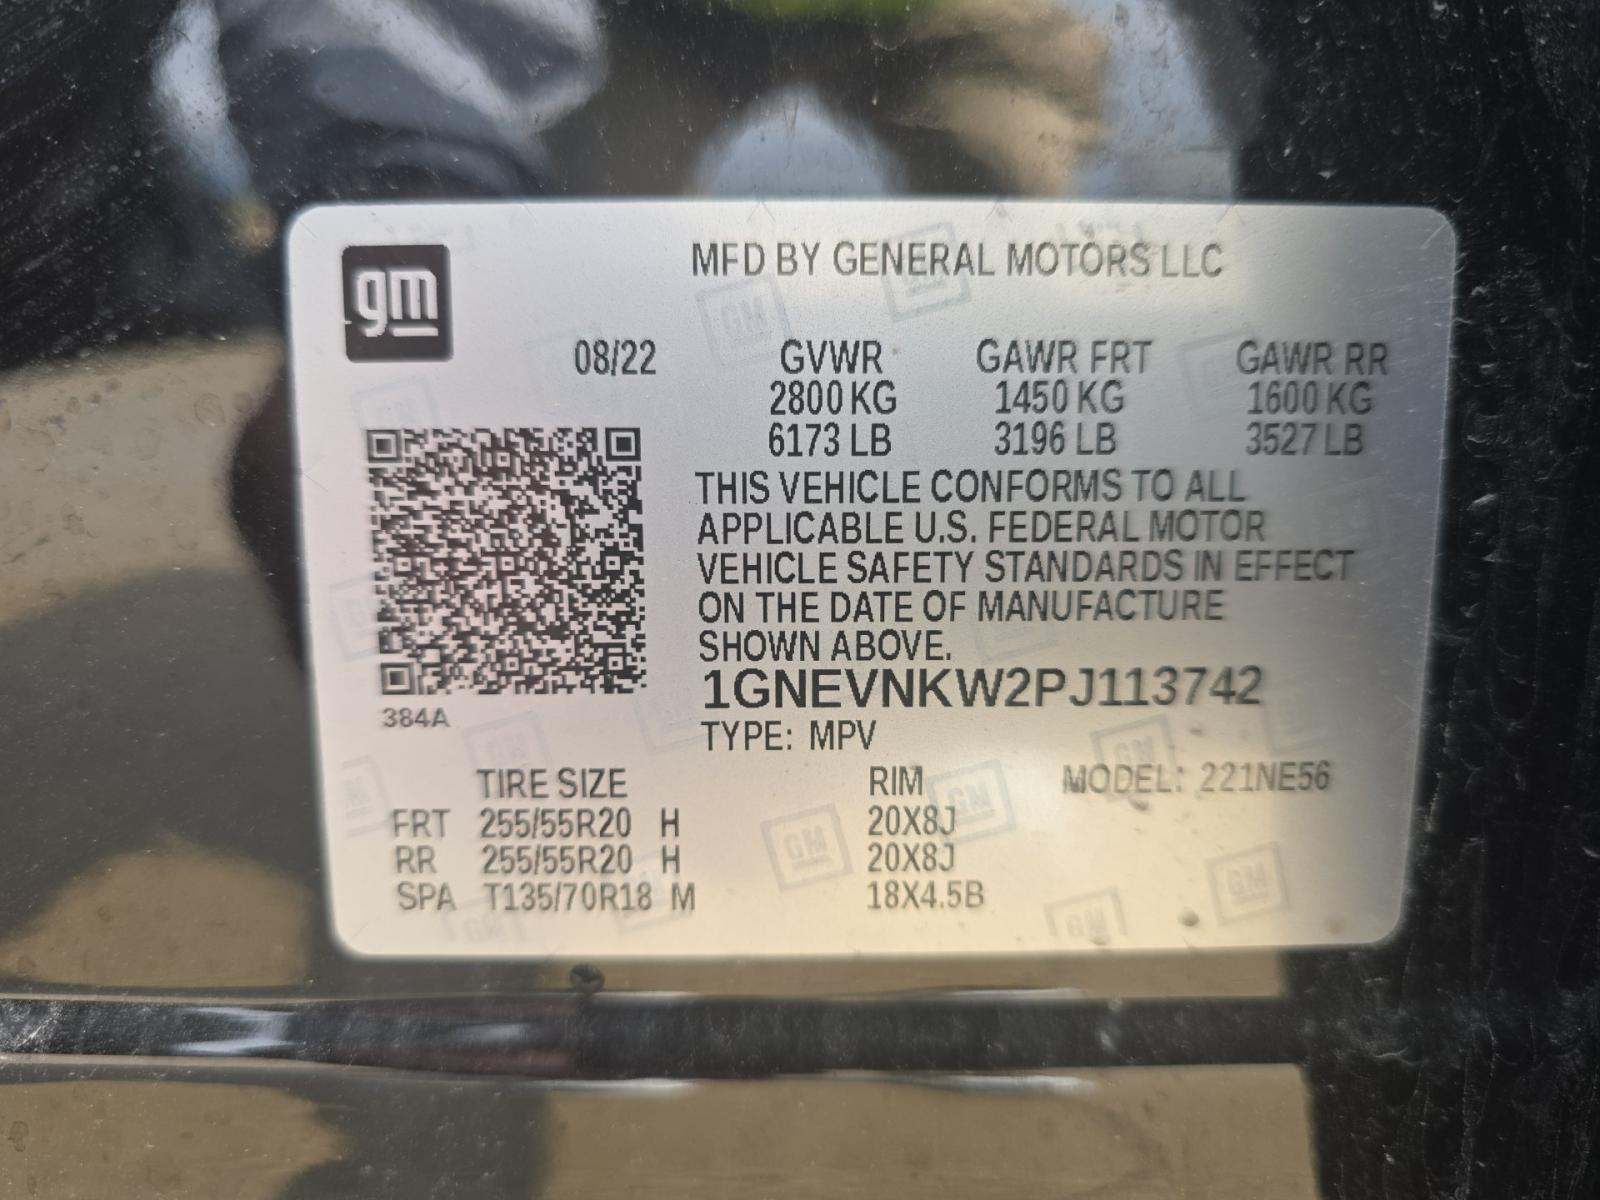 gm
MFD BY GENERAL MOTORS LLC
08/22 GVWR GAWR FRT GAWR RR
2800 KG 1450 KG 1600 KG
6173 LB 3196 LB 3527 LB
THIS VEHICLE CONFORMS TO ALL
APPLICABLE U.S. FEDERAL MOTOR
VEHICLE SAFETY STANDARDS IN EFFECT
ON THE DATE OF MANUFACTURE
SHOWN ABOVE.
1GNEVNKW2PJ113742
384A
TYPE: MPV
TIRE SIZE RIM MODEL: 221NE56
FRT 255/55R20 H 20X8J
RR 255/55R20 H 20X8J
SPA T135/70R18 M 18X4.5B